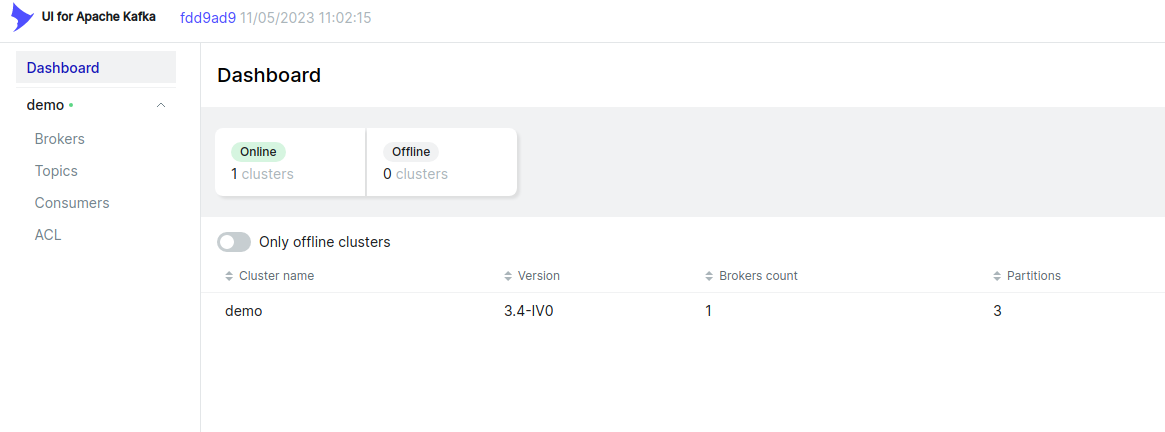 UI for Apache Kafka fdd9ad9 11/05/2023 11:02:15
Dashboard
demo
Brokers
Topics
Consumers
ACL
Dashboard
Online Offline
1 clusters 0 clusters
Only offline clusters
Cluster name Version Brokers count Partitions
demo 3.4-IV0 1 3